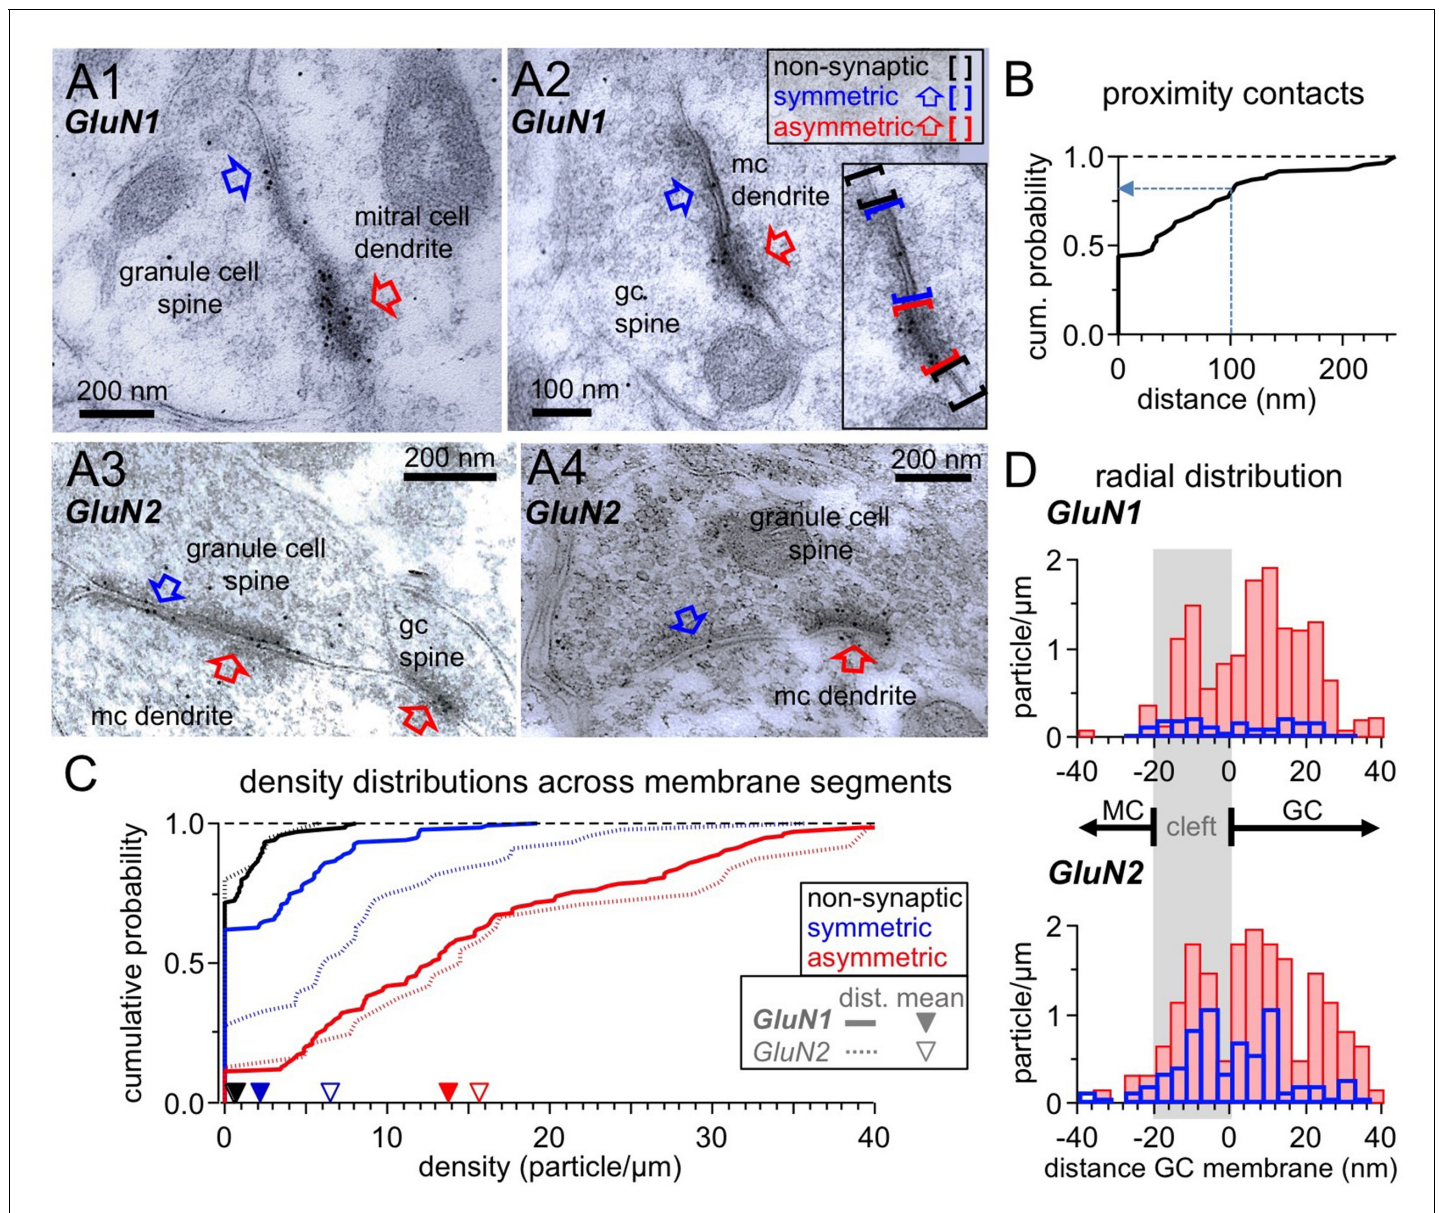 A1
GluN1
mitral cell
dendrite
granule cell
spine
200 nm
A2
GluN1
non-synaptic [ ]
symmetric [ ]
asymmetric [ ]
mc
dendrite
gc
spine
100 nm
B
proximity contacts
cum. probability
1.0
0.5
0.0
0 100 200
distance (nm)
A3
GluN2
200 nm
granule cell
spine
gc
spine
mc dendrite
A4
GluN2
200 nm
granule cell
spine
mc dendrite
C
density distributions across membrane segments
cumulative probability
1.0
0.5
0.0
0 10 20 30 40
density (particle/µm)
non-synaptic
symmetric
asymmetric
dist. mean
GluN1
GluN2
D
radial distribution
GluN1
particle/µm
2
1
0
-40 -20 0 20 40
MC cleft GC
GluN2
particle/µm
2
1
0
-40 -20 0 20 40
distance GC membrane (nm)